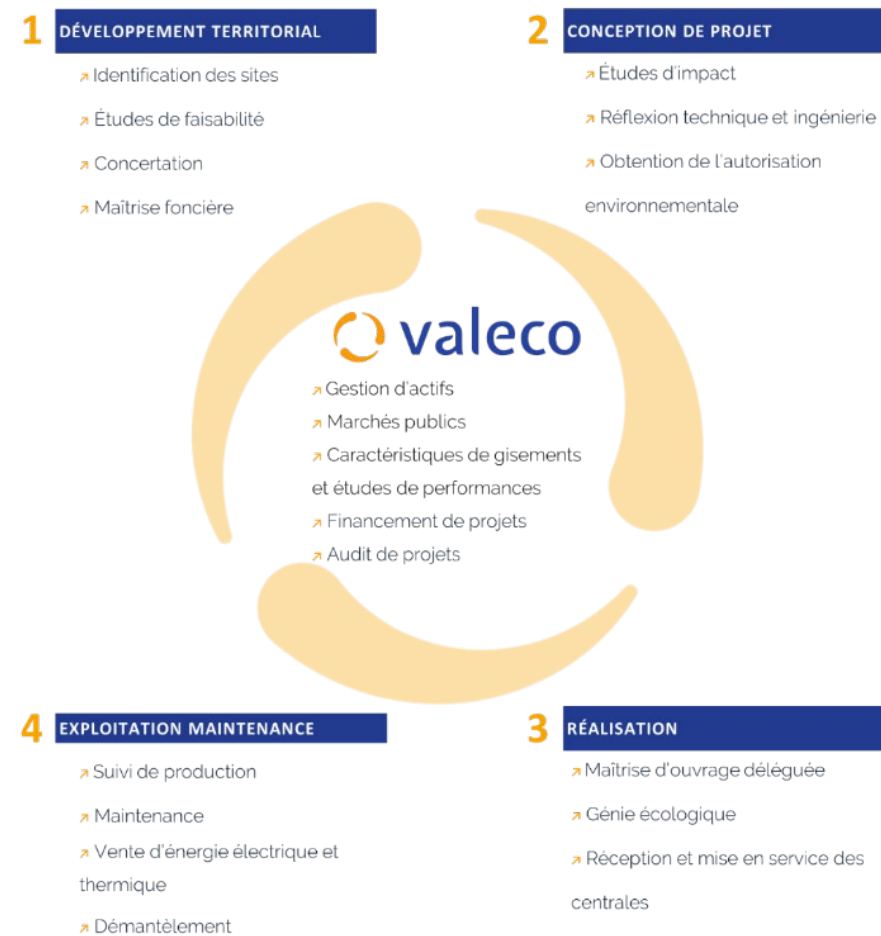 1 DÉVELOPPEMENT TERRITORIAL
↗ Identification des sites
↗ Études de faisabilité
↗ Concertation
↗ Maîtrise foncière
2 CONCEPTION DE PROJET
↗ Études d'impact
↗ Réflexion technique et ingénierie
↗ Obtention de l'autorisation
environnementale
valeco
↗ Gestion d'actifs
↗ Marchés publics
↗ Caractéristiques de gisements
et études de performances
↗ Financement de projets
↗ Audit de projets
4 EXPLOITATION MAINTENANCE
↗ Suivi de production
↗ Maintenance
↗ Vente d'énergie électrique et
thermique
↗ Démantèlement
3 RÉALISATION
↗ Maîtrise d'ouvrage déléguée
↗ Génie écologique
↗ Réception et mise en service des
centrales